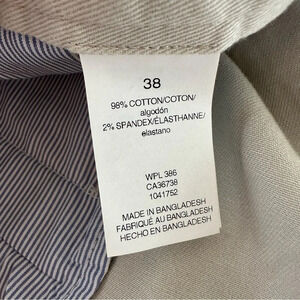 38
98% COTTON/COTON/
algodón
2% SPANDEX/ÉLASTHANNE/
elastano
WPL 386
CA36738
1041752
MADE IN BANGLADESH
FABRIQUÉ AU BANGLADESH
HECHO EN BANGLADESH